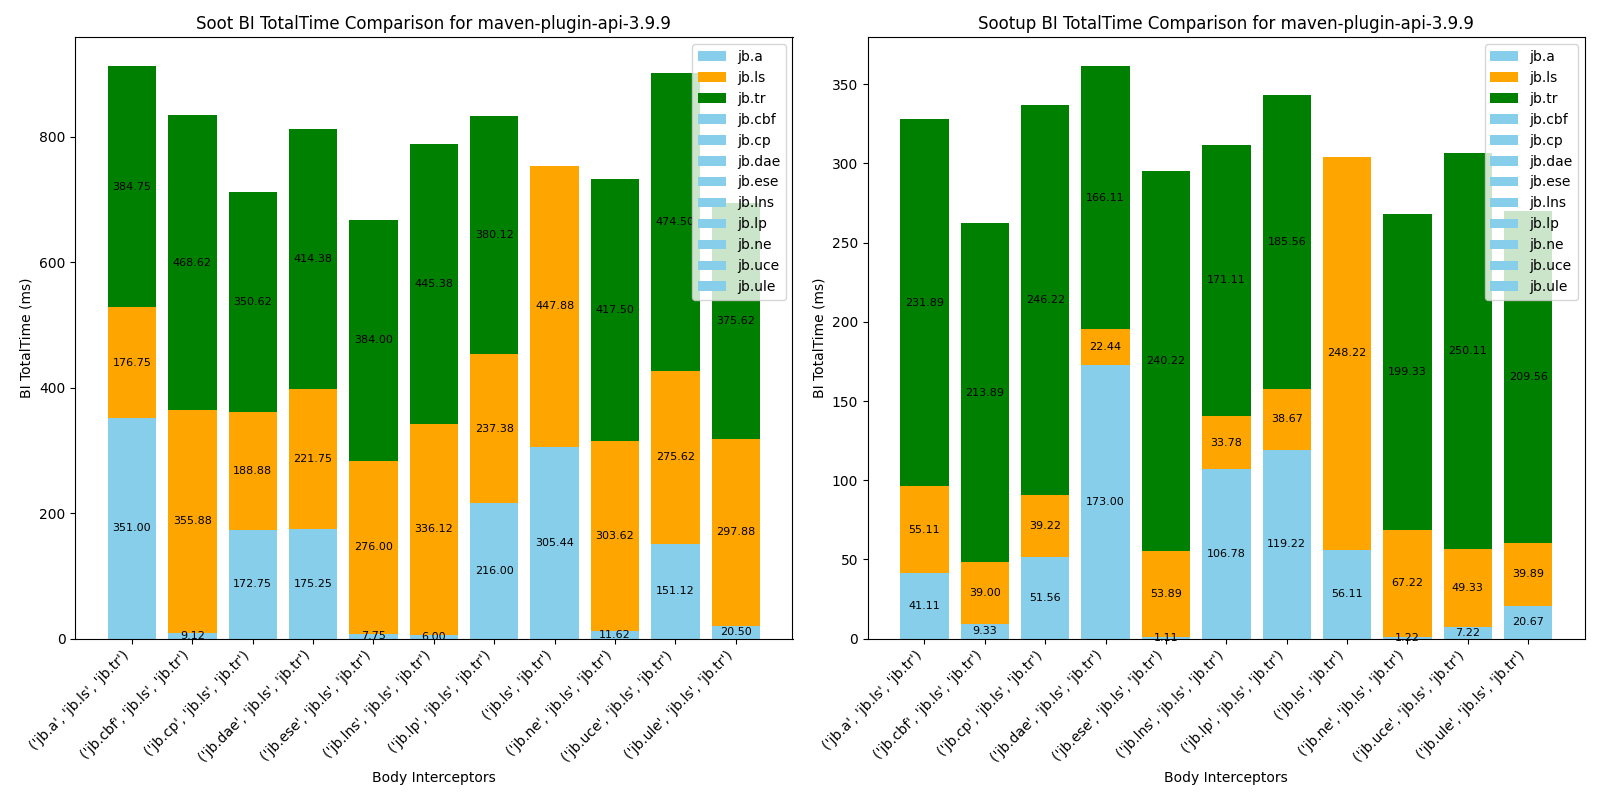 Soot BI TotalTime Comparison for maven-plugin-api-3.9.9
BI TotalTime (ms)
800
600
400
200
0
384.75
176.75
351.00
468.62
355.88
9.12
350.62
188.88
172.75
414.38
221.75
175.25
384.00
276.00
7.75
445.38
336.12
6.00
380.12
237.38
216.00
447.88
305.44
417.50
303.62
11.62
474.50
275.62
151.12
375.62
297.88
20.50
jb.a
jb.ls
jb.tr
jb.cbf
jb.cp
jb.dae
jb.ese
jb.lns
jb.lp
jb.ne
jb.uce
jb.ule
('jb.a', 'jb.ls', 'jb.tr')
('jb.cbf', 'jb.ls', 'jb.tr')
('jb.cp', 'jb.ls', 'jb.tr')
('jb.dae', 'jb.ls', 'jb.tr')
('jb.ese', 'jb.ls', 'jb.tr')
('jb.lns', 'jb.ls', 'jb.tr')
('jb.lp', 'jb.ls', 'jb.tr')
('jb.ls', 'jb.tr')
('jb.ne', 'jb.ls', 'jb.tr')
('jb.uce', 'jb.ls', 'jb.tr')
('jb.ule', 'jb.ls', 'jb.tr')
Body Interceptors
Sootup BI TotalTime Comparison for maven-plugin-api-3.9.9
BI TotalTime (ms)
350
300
250
200
150
100
50
0
231.89
55.11
41.11
213.89
39.00
9.33
246.22
39.22
51.56
166.11
22.44
173.00
240.22
53.89
1.11
171.11
33.78
106.78
185.56
38.67
119.22
248.22
56.11
199.33
67.22
1.22
250.11
49.33
7.22
209.56
39.89
20.67
jb.a
jb.ls
jb.tr
jb.cbf
jb.cp
jb.dae
jb.ese
jb.lns
jb.lp
jb.ne
jb.uce
jb.ule
('jb.a', 'jb.ls', 'jb.tr')
('jb.cbf', 'jb.ls', 'jb.tr')
('jb.cp', 'jb.ls', 'jb.tr')
('jb.dae', 'jb.ls', 'jb.tr')
('jb.ese', 'jb.ls', 'jb.tr')
('jb.lns', 'jb.ls', 'jb.tr')
('jb.lp', 'jb.ls', 'jb.tr')
('jb.ls', 'jb.tr')
('jb.ne', 'jb.ls', 'jb.tr')
('jb.uce', 'jb.ls', 'jb.tr')
('jb.ule', 'jb.ls', 'jb.tr')
Body Interceptors